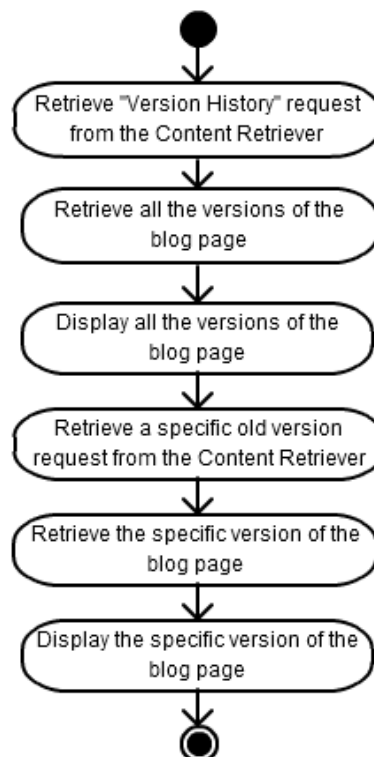 Retrieve "Version History" request
from the Content Retriever
Retrieve all the versions of the
blog page
Display all the versions of the
blog page
Retrieve a specific old version
request from the Content Retriever
Retrieve the specific version of the
blog page
Display the specific version of the
blog page